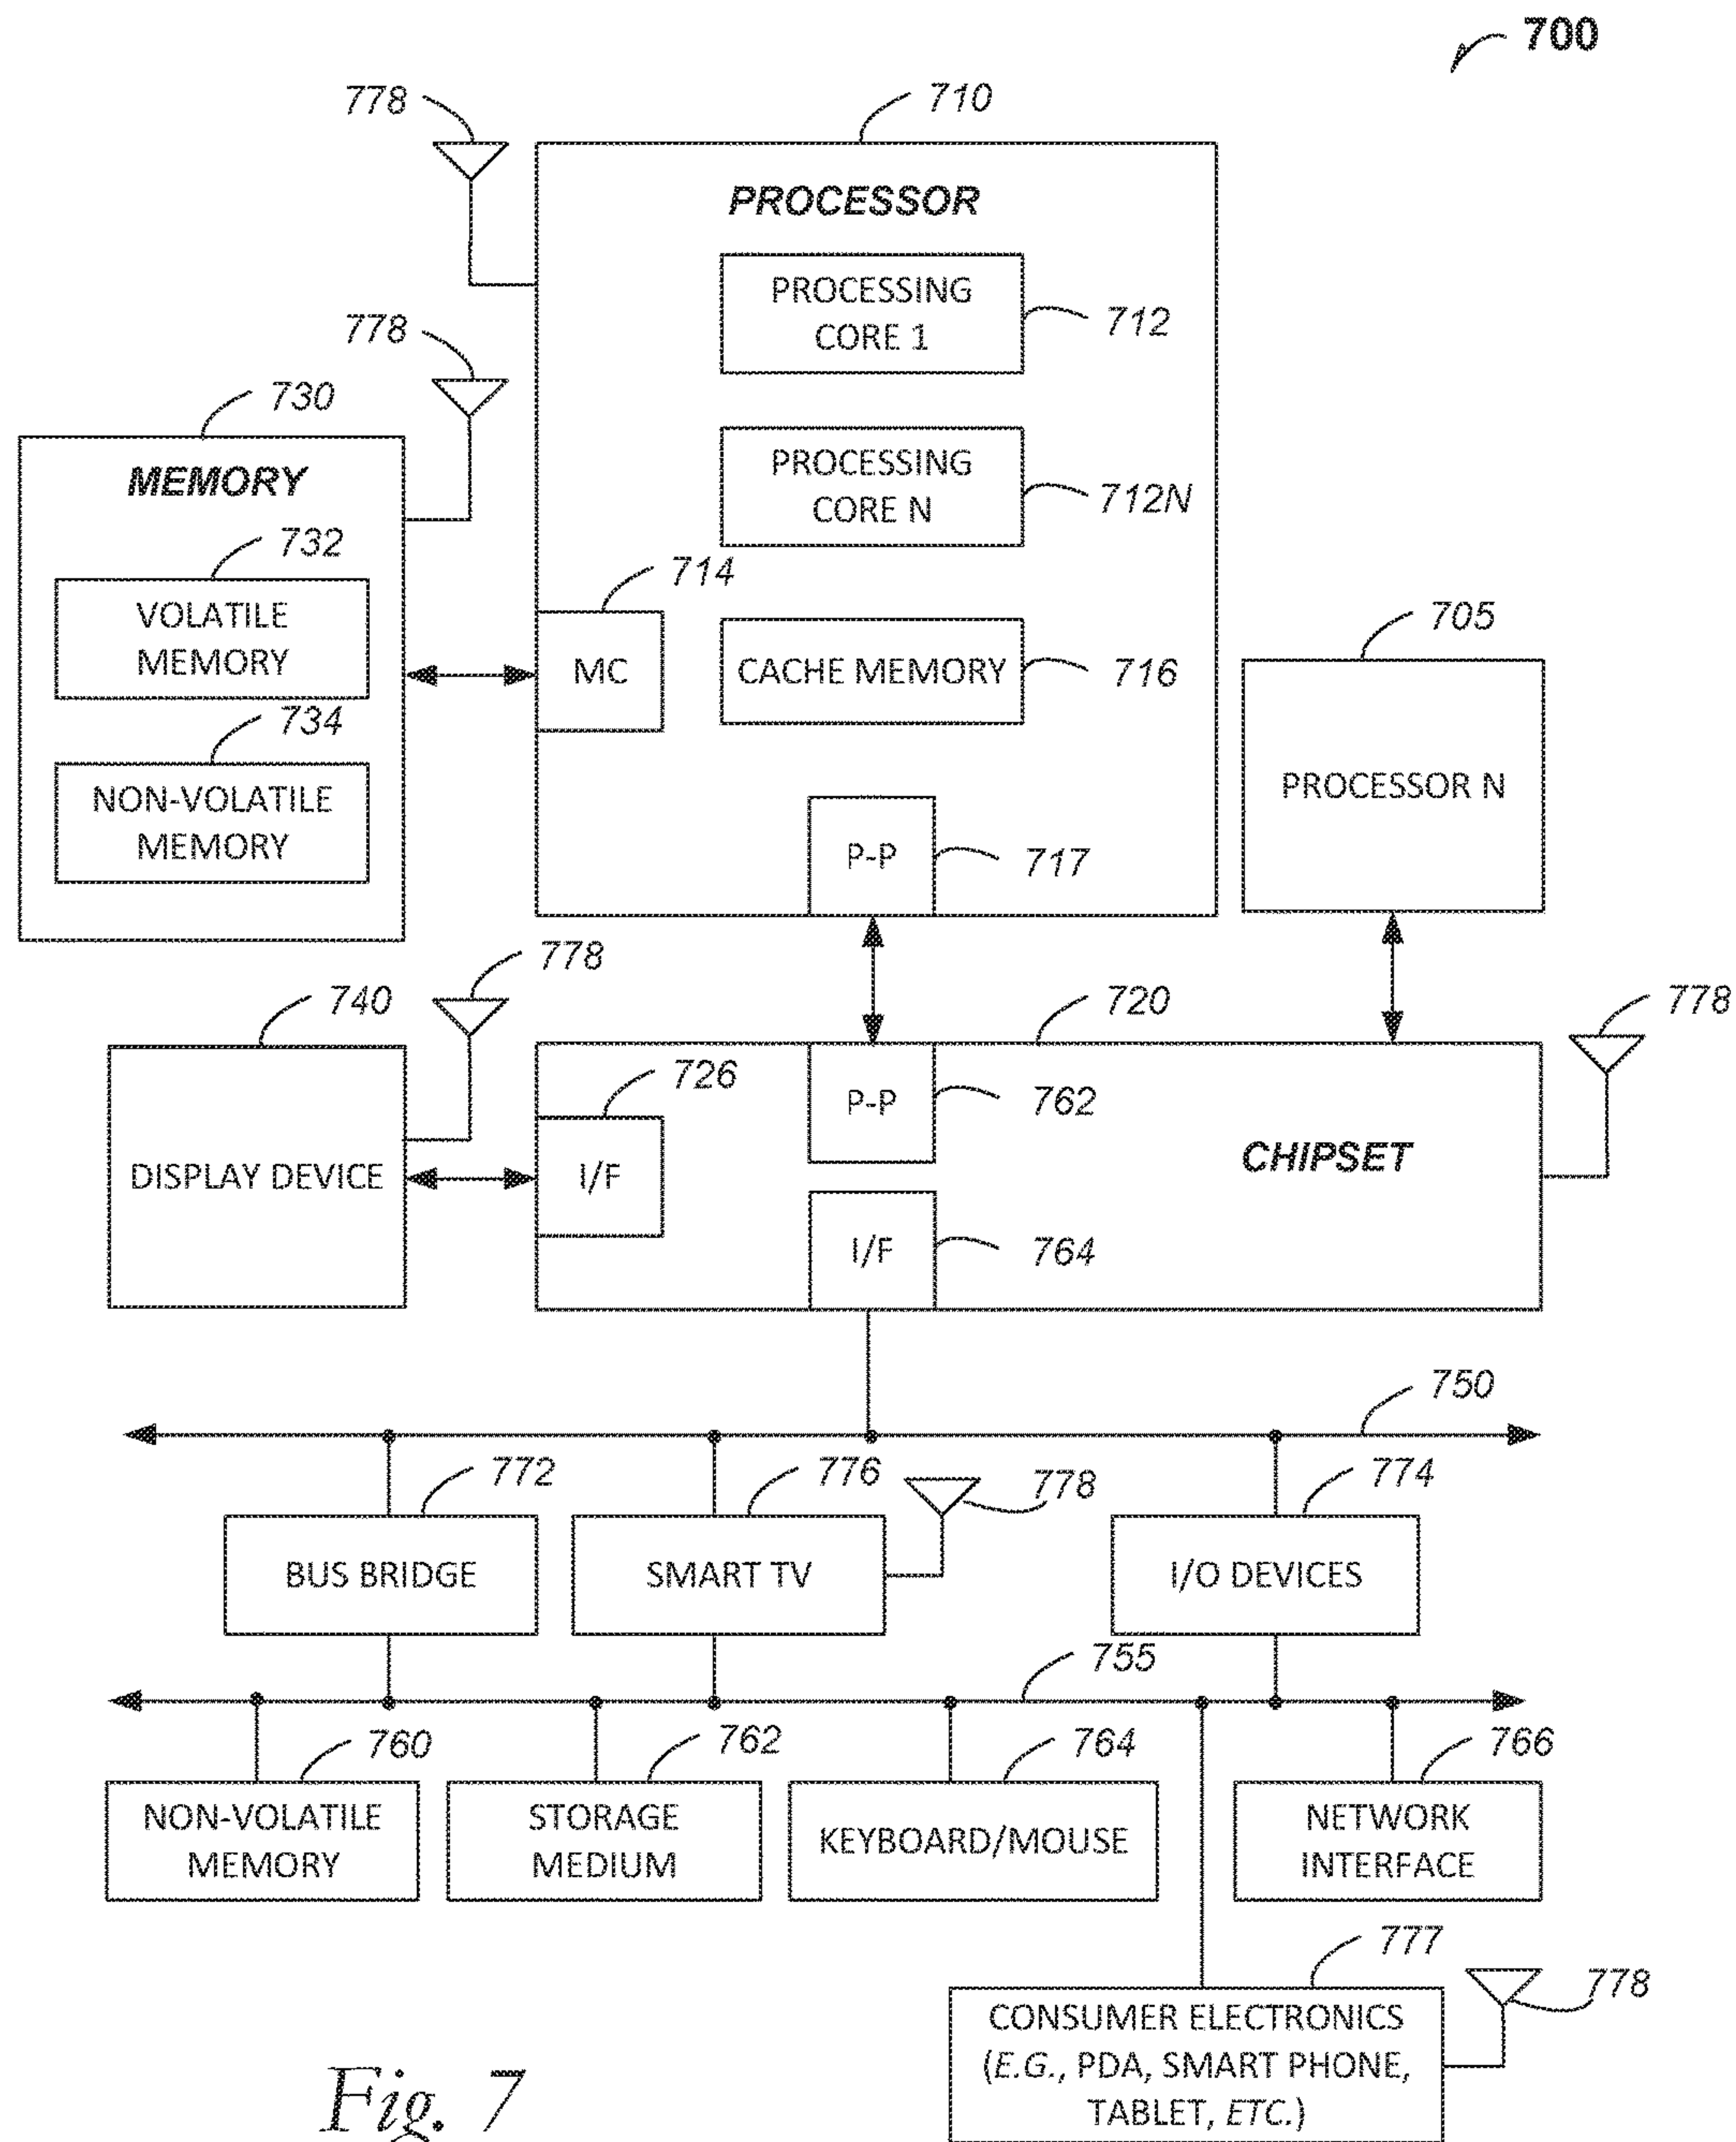 700
778
710
PROCESSOR
PROCESSING
CORE 1
712
778
730
MEMORY
PROCESSING
CORE N
712N
732
VOLATILE
MEMORY
714
MC
CACHE MEMORY
716
705
PROCESSOR N
734
NON-VOLATILE
MEMORY
P-P
717
778
740
DISPLAY DEVICE
720
778
726
I/F
P-P
762
CHIPSET
I/F
764
750
772
776
778
774
BUS BRIDGE
SMART TV
I/O DEVICES
755
760
762
764
766
NON-VOLATILE
MEMORY
STORAGE
MEDIUM
KEYBOARD/MOUSE
NETWORK
INTERFACE
777
778
CONSUMER ELECTRONICS
(E.G., PDA, SMART PHONE,
TABLET, ETC.)
Fig. 7